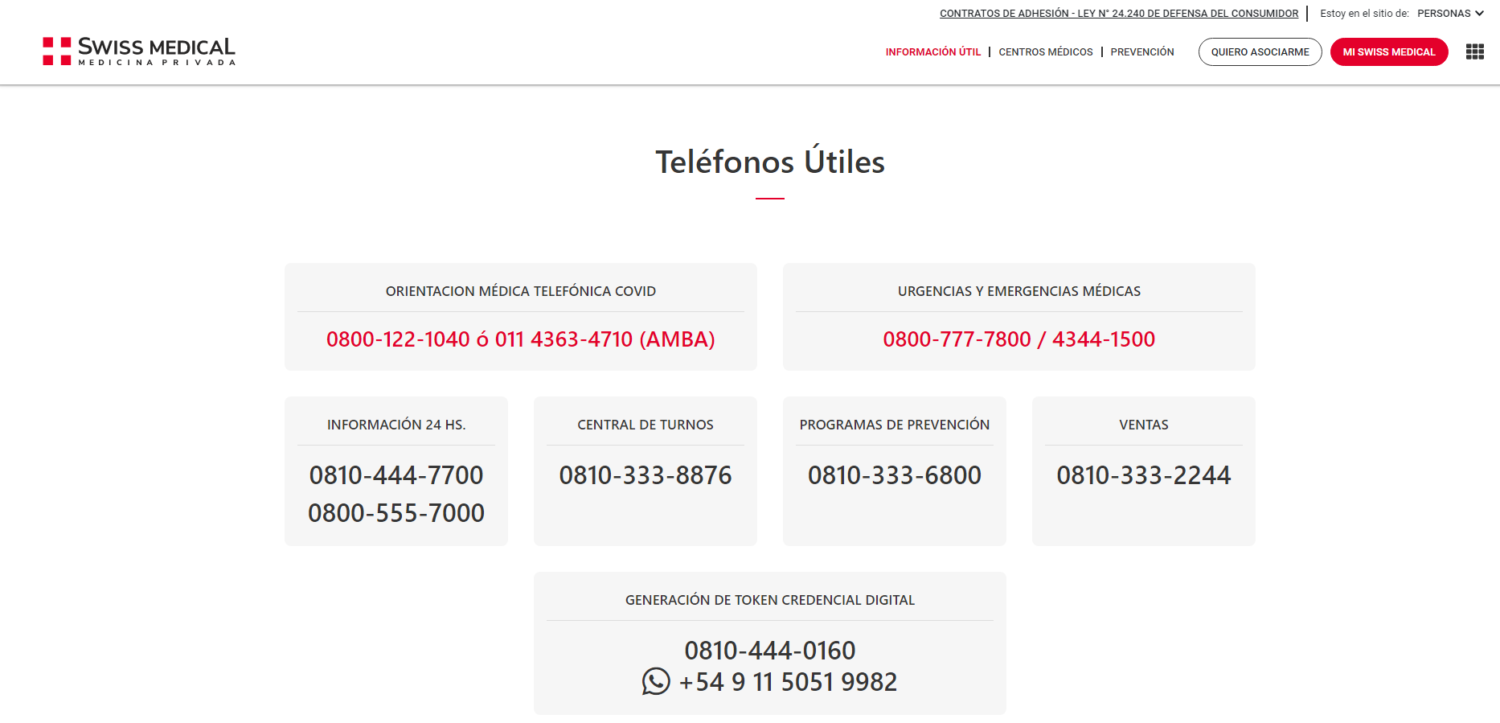 CONTRATOS DE ADHESIÓN - LEY N° 24.240 DE DEFENSA DEL CONSUMIDOR
Estoy en el sitio de: PERSONAS
SWISS MEDICAL
MEDICINA PRIVADA
INFORMACIÓN ÚTIL | CENTROS MÉDICOS | PREVENCIÓN
QUIERO ASOCIARME
MI SWISS MEDICAL
Teléfonos Útiles
ORIENTACION MÉDICA TELEFÓNICA COVID
0800-122-1040 ó 011 4363-4710 (AMBA)
URGENCIAS Y EMERGENCIAS MÉDICAS
0800-777-7800 / 4344-1500
INFORMACIÓN 24 HS.
0810-444-7700
0800-555-7000
CENTRAL DE TURNOS
0810-333-8876
PROGRAMAS DE PREVENCIÓN
0810-333-6800
VENTAS
0810-333-2244
GENERACIÓN DE TOKEN CREDENCIAL DIGITAL
0810-444-0160
+54 9 11 5051 9982